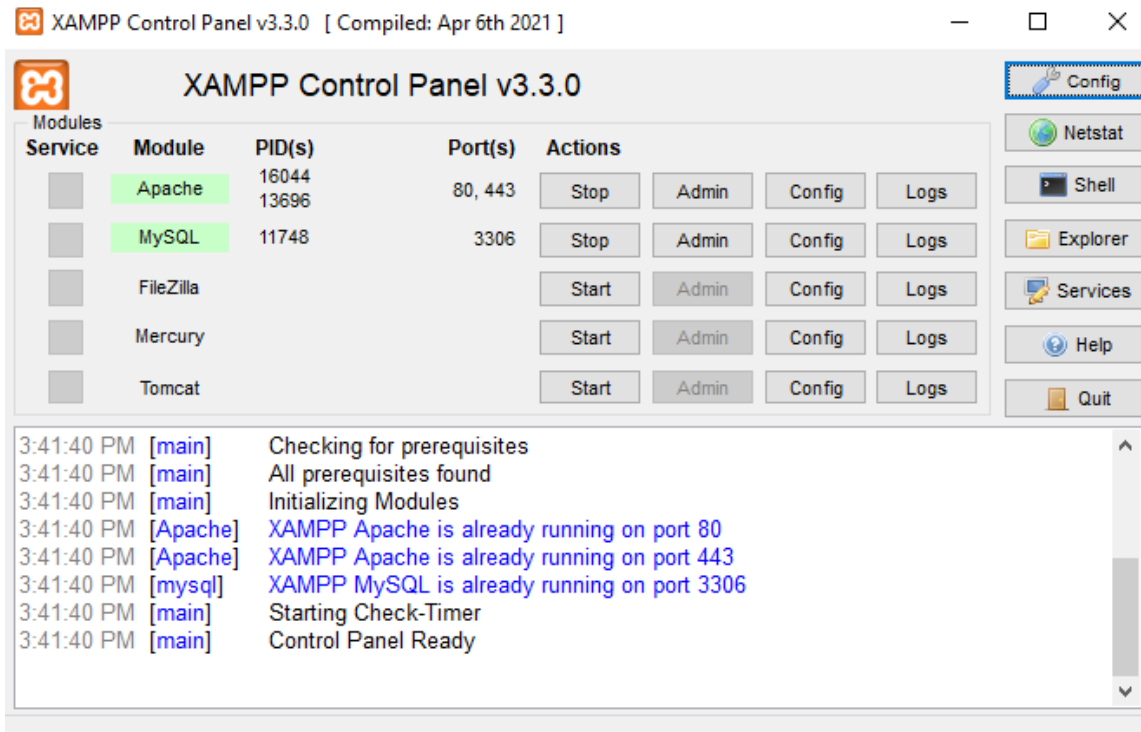 XAMPP Control Panel v3.3.0 [ Compiled: Apr 6th 2021 ]
XAMPP Control Panel v3.3.0
Config
Modules
Netstat
Service Module PID(s) Port(s) Actions
Apache 16044 13696 80, 443 Stop Admin Config Logs
Shell
MySQL 11748 3306 Stop Admin Config Logs
Explorer
FileZilla Start Admin Config Logs
Services
Mercury Start Admin Config Logs
Help
Tomcat Start Admin Config Logs
Quit
3:41:40 PM [main] Checking for prerequisites
3:41:40 PM [main] All prerequisites found
3:41:40 PM [main] Initializing Modules
3:41:40 PM [Apache] XAMPP Apache is already running on port 80
3:41:40 PM [Apache] XAMPP Apache is already running on port 443
3:41:40 PM [mysql] XAMPP MySQL is already running on port 3306
3:41:40 PM [main] Starting Check-Timer
3:41:40 PM [main] Control Panel Ready